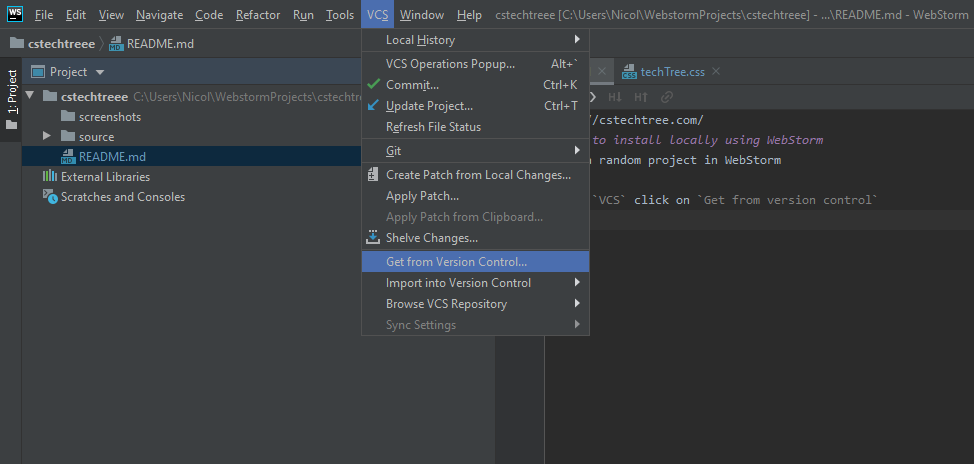 WS File Edit View Navigate Code Refactor Run Tools VCS Window Help cstechtreee [C:\Users\Nicol\WebstormProjects\cstechtreee] - ...\README.md - WebStorm
cstechtreee README.md
1: Project
Project
cstechtreee C:\Users\Nicol\WebstormProjects\cstechtre
screenshots
source
README.md
External Libraries
Scratches and Consoles
Local History
VCS Operations Popup... Alt+`
Commit... Ctrl+K
Update Project... Ctrl+T
Refresh File Status
Git
Create Patch from Local Changes...
Apply Patch...
Apply Patch from Clipboard...
Shelve Changes...
Get from Version Control...
Import into Version Control
Browse VCS Repository
Sync Settings
techTree.css
H↓ H↑
//cstechtree.com/
to install locally using WebStorm
random project in WebStorm
`VCS` click on `Get from version control`